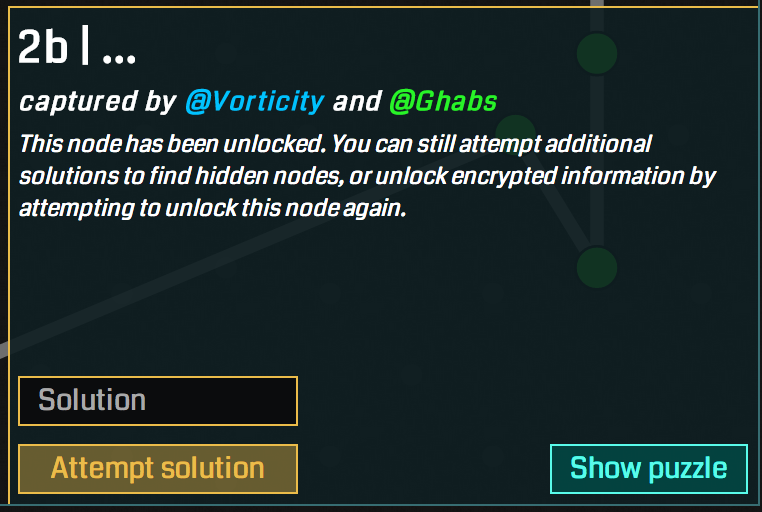 2b | ...
captured by @Vorticity and @Ghabs
This node has been unlocked. You can still attempt additional
solutions to find hidden nodes, or unlock encrypted information by
attempting to unlock this node again.
Solution
Attempt solution
Show puzzle